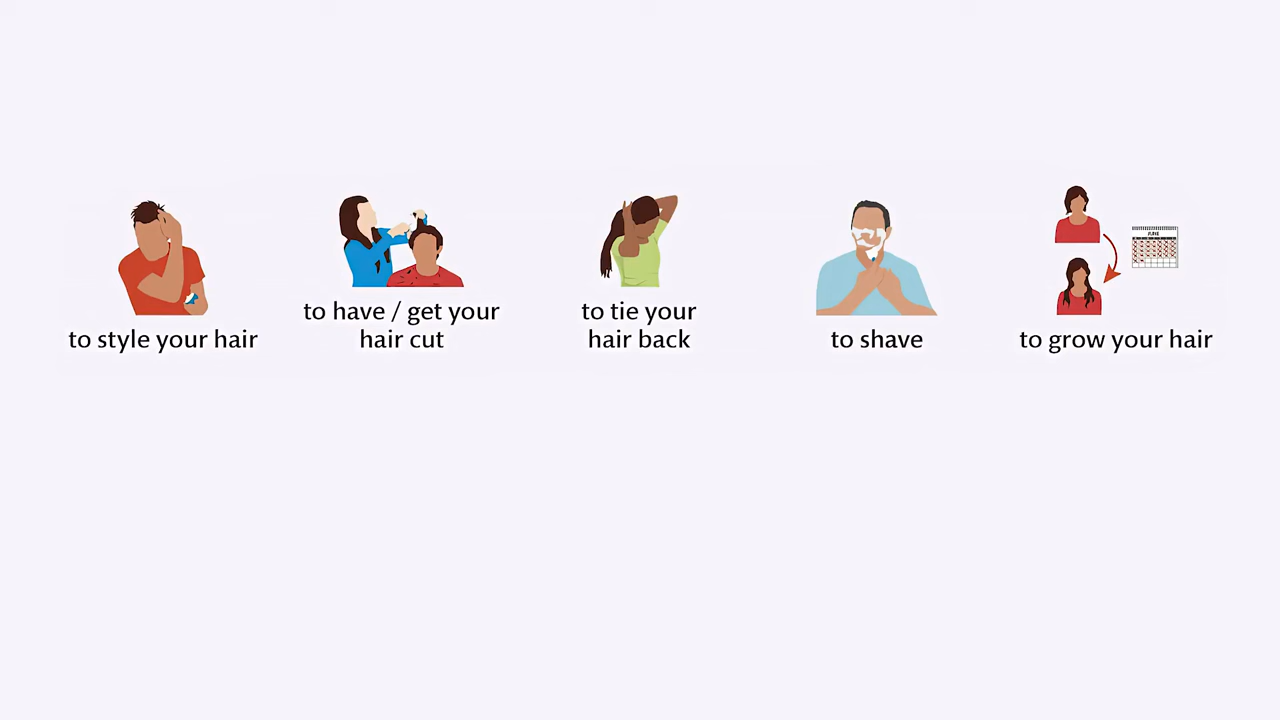 to style your hair
to have / get your
hair cut
to tie your
hair back
to shave
JUNE
to grow your hair